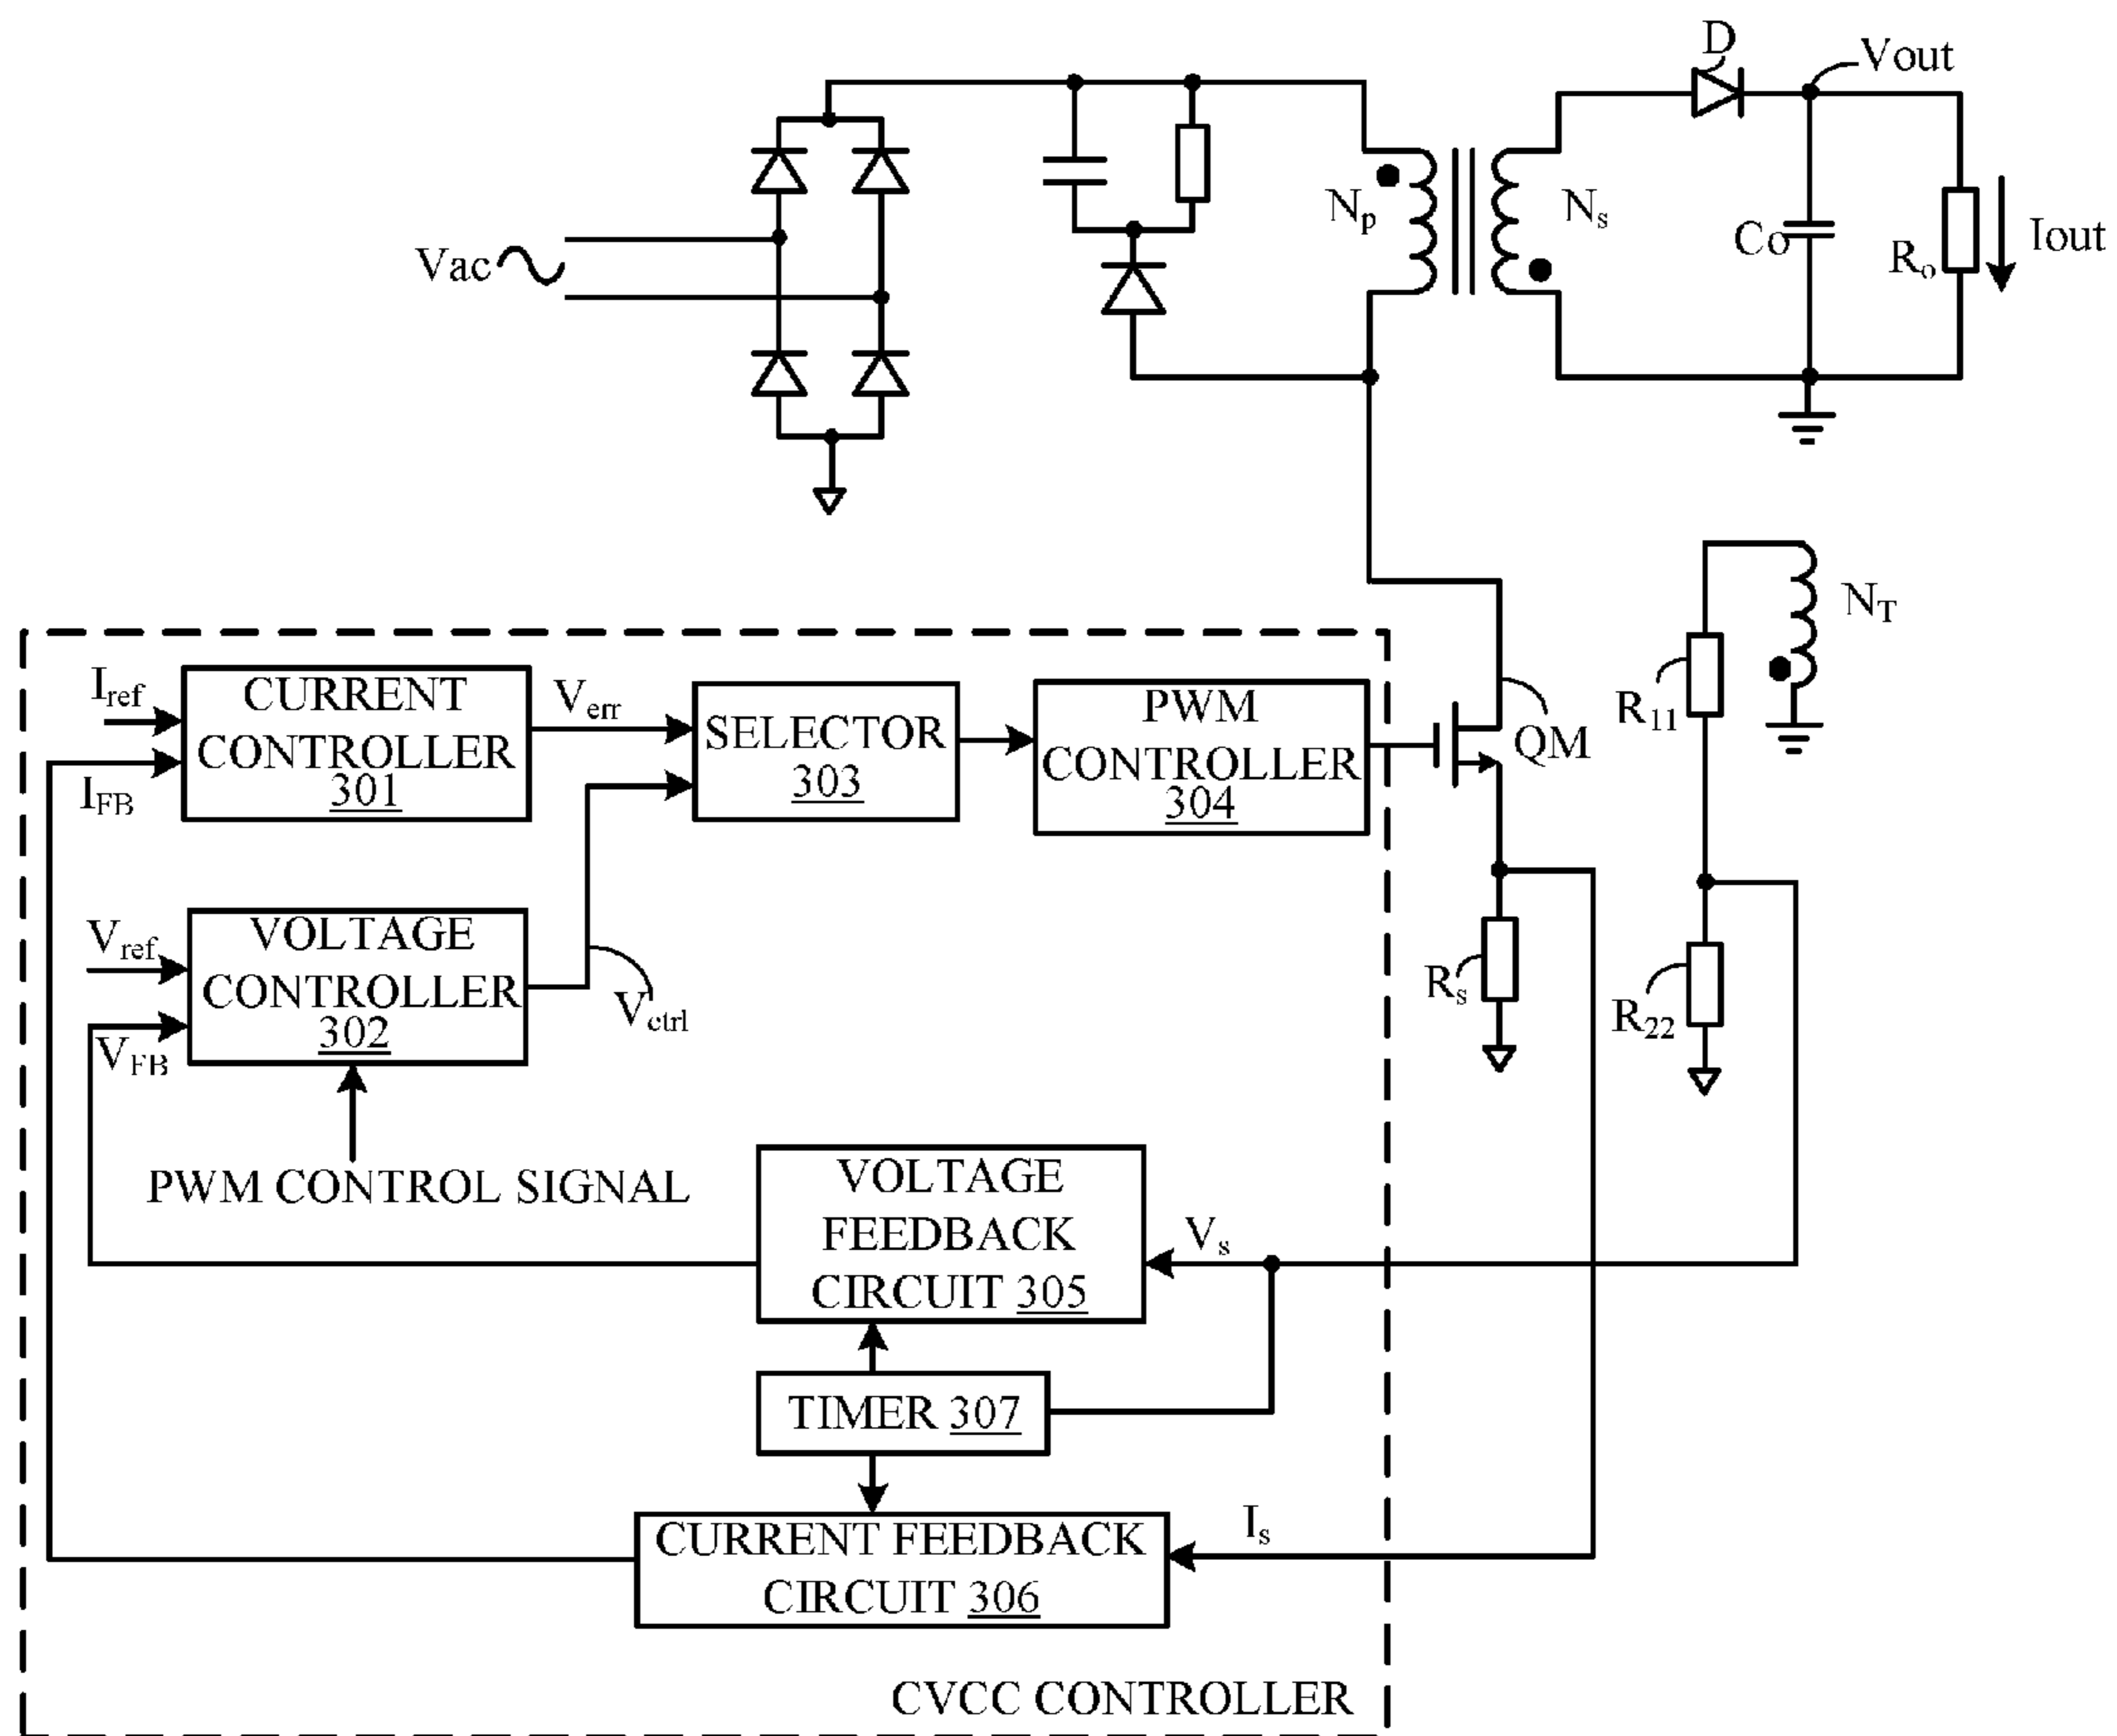 D
Vout
Vac
Np
Ns
Co
Ro
Iout
NT
R11
QM
Rs
R22
Iref
IFB
CURRENT
CONTROLLER
301
Verr
SELECTOR
303
PWM
CONTROLLER
304
Vref
VFB
VOLTAGE
CONTROLLER
302
Vctrl
PWM CONTROL SIGNAL
VOLTAGE
FEEDBACK
CIRCUIT 305
Vs
TIMER 307
CURRENT FEEDBACK
CIRCUIT 306
Is
CVCC CONTROLLER